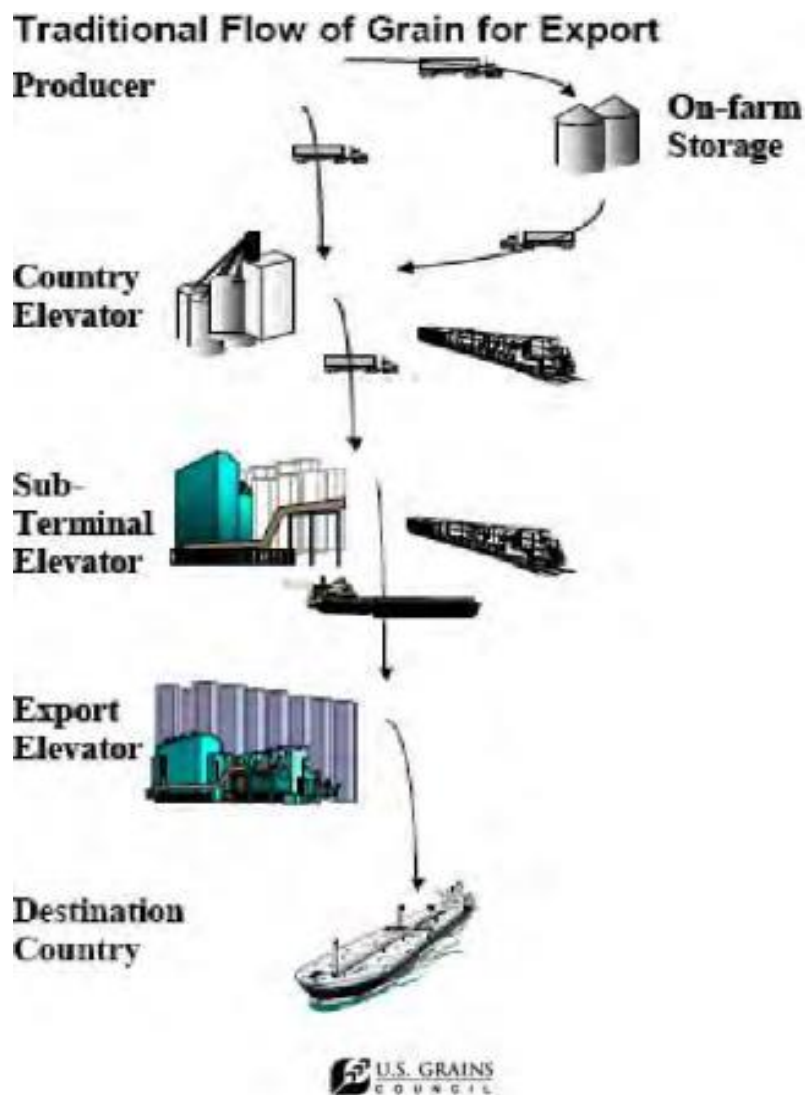 Traditional Flow of Grain for Export
Producer
On-farm
Storage
Country
Elevator
Sub-
Terminal
Elevator
Export
Elevator
Destination
Country
U.S. GRAINS
COUNCIL